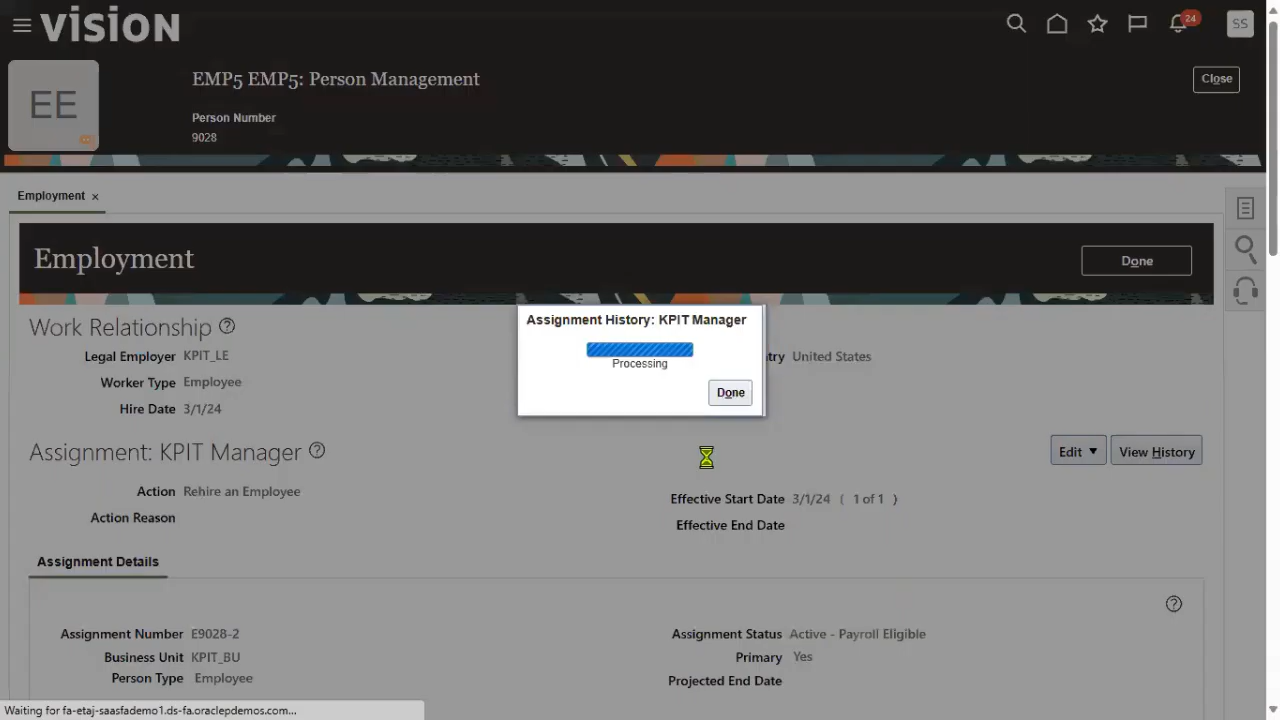 VISION
24
SS
EE
EMP5 EMP5: Person Management
Close
Person Number
9028
Employment ×
Employment
Done
Work Relationship ?
Legal Employer KPIT_LE
Worker Type Employee
Hire Date 3/1/24
Assignment History: KPIT Manager
Processing
Done
try United States
Assignment: KPIT Manager ?
Edit ▼ View History
Action Rehire an Employee
Action Reason
Effective Start Date 3/1/24 ( 1 of 1 )
Effective End Date
Assignment Details
?
Assignment Number E9028-2
Business Unit KPIT_BU
Person Type Employee
Assignment Status Active - Payroll Eligible
Primary Yes
Projected End Date
Waiting for fa-etaj-saasfademo1.ds-fa.oraclepdemos.com...